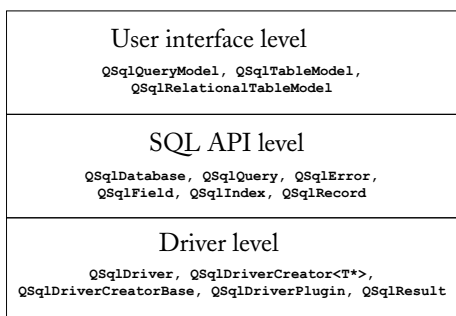 User interface level
QSqlQueryModel, QSqlTableModel,
QSqlRelationalTableModel
SQL API level
QSqlDatabase, QSqlQuery, QSqlError,
QSqlField, QSqlIndex, QSqlRecord
Driver level
QSqlDriver, QSqlDriverCreator<T*>,
QSqlDriverCreatorBase, QSqlDriverPlugin, QSqlResult